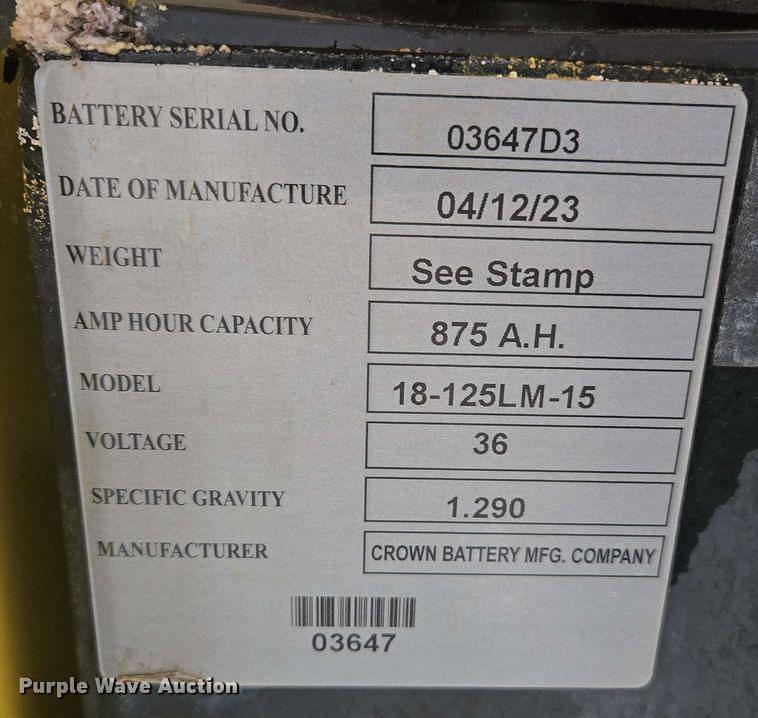 BATTERY SERIAL NO. 03647D3
DATE OF MANUFACTURE 04/12/23
WEIGHT See Stamp
AMP HOUR CAPACITY 875 A.H.
MODEL 18-125LM-15
VOLTAGE 36
SPECIFIC GRAVITY 1.290
MANUFACTURER CROWN BATTERY MFG. COMPANY
03647
Purple Wave Auction